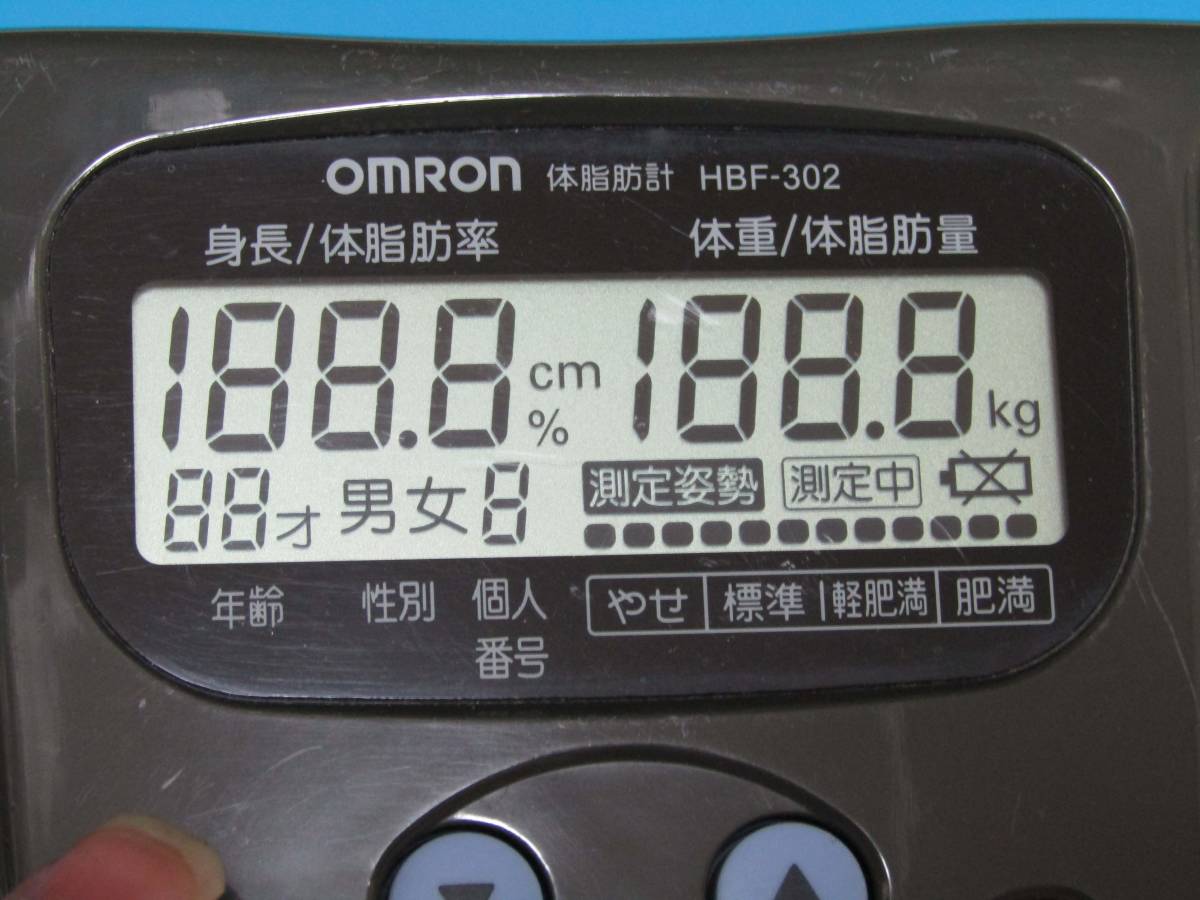 OMRON 体脂肪計 HBF-302
身長/体脂肪率 体重/体脂肪量
188.8 cm % 188.8 kg
88才 男女 8 測定姿勢 測定中
年齢 性別 個人番号 やせ 標準 軽肥満 肥満